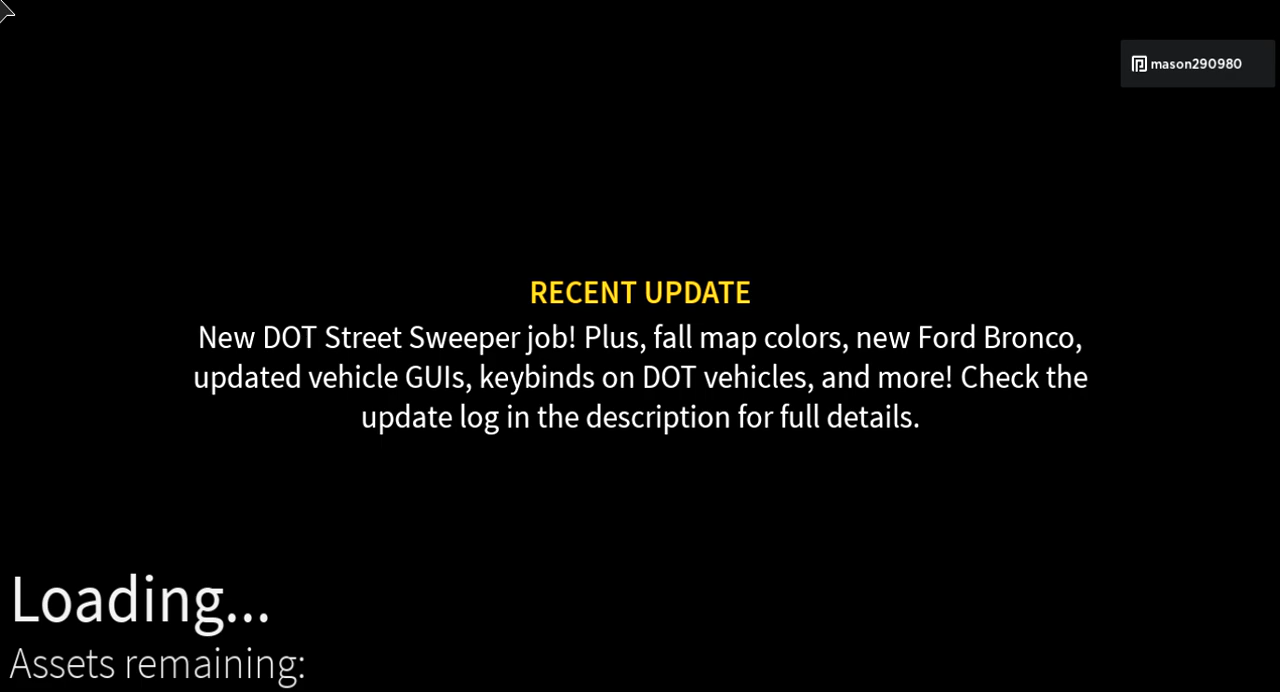 mason290980
RECENT UPDATE
New DOT Street Sweeper job! Plus, fall map colors, new Ford Bronco,
updated vehicle GUIs, keybinds on DOT vehicles, and more! Check the
update log in the description for full details.
Loading...
Assets remaining: